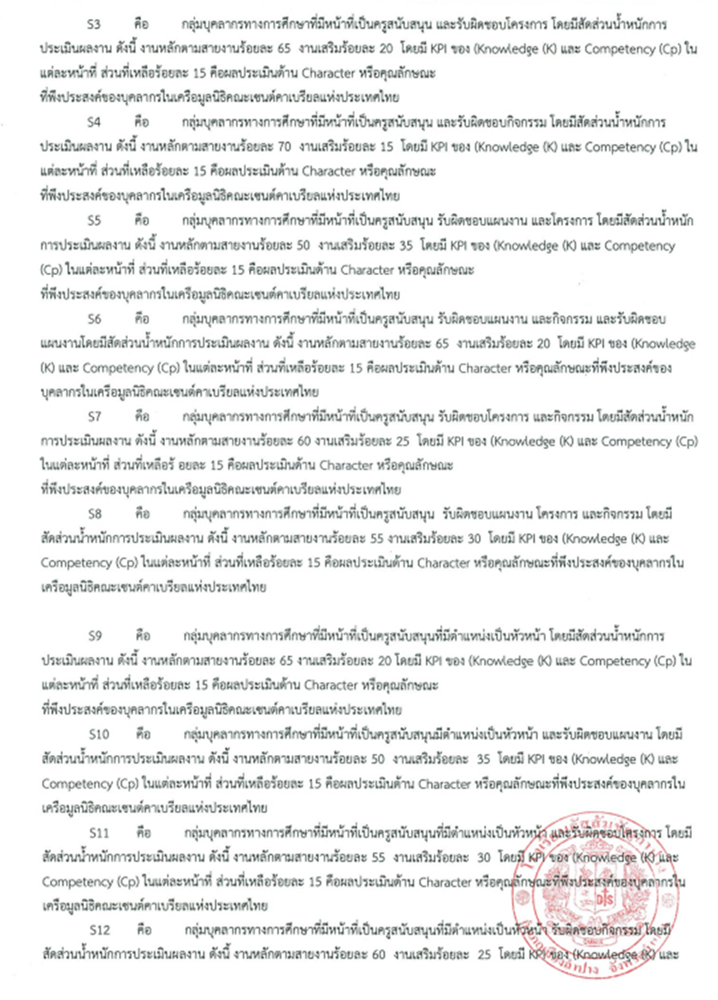 S3 คือ กลุ่มบุคลากรทางการศึกษาที่มีหน้าที่เป็นครูสนับสนุน และรับผิดชอบโครงการ โดยมีสัดส่วนน้ำหนักการ
ประเมินผลงาน ดังนี้ งานหลักตามสายงานร้อยละ 65 งานเสริมร้อยละ 20 โดยมี KPI ของ (Knowledge (K) และ Competency (Cp) ใน
แต่ละหน้าที่ ส่วนที่เหลือร้อยละ 15 คือผลประเมินด้าน Character หรือคุณลักษณะ
ที่พึงประสงค์ของบุคลากรในเครือมูลนิธิคณะเซนต์คาเบรียลแห่งประเทศไทย
S4 คือ กลุ่มบุคลากรทางการศึกษาที่มีหน้าที่เป็นครูสนับสนุน และรับผิดชอบกิจกรรม โดยมีสัดส่วนน้ำหนักการ
ประเมินผลงาน ดังนี้ งานหลักตามสายงานร้อยละ 70 งานเสริมร้อยละ 15 โดยมี KPI ของ (Knowledge (K) และ Competency (Cp) ใน
แต่ละหน้าที่ ส่วนที่เหลือร้อยละ 15 คือผลประเมินด้าน Character หรือคุณลักษณะ
ที่พึงประสงค์ของบุคลากรในเครือมูลนิธิคณะเซนต์คาเบรียลแห่งประเทศไทย
S5 คือ กลุ่มบุคลากรทางการศึกษาที่มีหน้าที่เป็นครูสนับสนุน รับผิดชอบแผนงาน และโครงการ โดยมีสัดส่วนน้ำหนัก
การประเมินผลงาน ดังนี้ งานหลักตามสายงานร้อยละ 50 งานเสริมร้อยละ 35 โดยมี KPI ของ (Knowledge (K) และ Competency
(Cp) ในแต่ละหน้าที่ ส่วนที่เหลือร้อยละ 15 คือผลประเมินด้าน Character หรือคุณลักษณะ
ที่พึงประสงค์ของบุคลากรในเครือมูลนิธิคณะเซนต์คาเบรียลแห่งประเทศไทย
S6 คือ กลุ่มบุคลากรทางการศึกษาที่มีหน้าที่เป็นครูสนับสนุน รับผิดชอบแผนงาน และกิจกรรม และรับผิดชอบ
แผนงานโดยมีสัดส่วนน้ำหนักการประเมินผลงาน ดังนี้ งานหลักตามสายงานร้อยละ 65 งานเสริมร้อยละ 20 โดยมี KPI ของ (Knowledge
(K) และ Competency (Cp) ในแต่ละหน้าที่ ส่วนที่เหลือร้อยละ 15 คือผลประเมินด้าน Character หรือคุณลักษณะที่พึงประสงค์ของ
บุคลากรในเครือมูลนิธิคณะเซนต์คาเบรียลแห่งประเทศไทย
S7 คือ กลุ่มบุคลากรทางการศึกษาที่มีหน้าที่เป็นครูสนับสนุน รับผิดชอบโครงการ และกิจกรรม โดยมีสัดส่วนน้ำหนัก
การประเมินผลงาน ดังนี้ งานหลักตามสายงานร้อยละ 60 งานเสริมร้อยละ 25 โดยมี KPI ของ (Knowledge (K) และ Competency (Cp)
ในแต่ละหน้าที่ ส่วนที่เหลือร้ อยละ 15 คือผลประเมินด้าน Character หรือคุณลักษณะ
ที่พึงประสงค์ของบุคลากรในเครือมูลนิธิคณะเซนต์คาเบรียลแห่งประเทศไทย
S8 คือ กลุ่มบุคลากรทางการศึกษาที่มีหน้าที่เป็นครูสนับสนุน รับผิดชอบแผนงาน โครงการ และกิจกรรม โดยมี
สัดส่วนน้ำหนักการประเมินผลงาน ดังนี้ งานหลักตามสายงานร้อยละ 55 งานเสริมร้อยละ 30 โดยมี KPI ของ (Knowledge (K) และ
Competency (Cp) ในแต่ละหน้าที่ ส่วนที่เหลือร้อยละ 15 คือผลประเมินด้าน Character หรือคุณลักษณะที่พึงประสงค์ของบุคลากรใน
เครือมูลนิธิคณะเซนต์คาเบรียลแห่งประเทศไทย
S9 คือ กลุ่มบุคลากรทางการศึกษาที่มีหน้าที่เป็นครูสนับสนุนที่มีตำแหน่งเป็นหัวหน้า โดยมีสัดส่วนน้ำหนักการ
ประเมินผลงาน ดังนี้ งานหลักตามสายงานร้อยละ 65 งานเสริมร้อยละ 20 โดยมี KPI ของ (Knowledge (K) และ Competency (Cp) ใน
แต่ละหน้าที่ ส่วนที่เหลือร้อยละ 15 คือผลประเมินด้าน Character หรือคุณลักษณะ
ที่พึงประสงค์ของบุคลากรในเครือมูลนิธิคณะเซนต์คาเบรียลแห่งประเทศไทย
S10 คือ กลุ่มบุคลากรทางการศึกษาที่มีหน้าที่เป็นครูสนับสนุนมีตำแหน่งเป็นหัวหน้า และรับผิดชอบแผนงาน โดยมี
สัดส่วนน้ำหนักการประเมินผลงาน ดังนี้ งานหลักตามสายงานร้อยละ 50 งานเสริมร้อยละ 35 โดยมี KPI ของ (Knowledge (K) และ
Competency (Cp) ในแต่ละหน้าที่ ส่วนที่เหลือร้อยละ 15 คือผลประเมินด้าน Character หรือคุณลักษณะที่พึงประสงค์ของบุคลากรใน
เครือมูลนิธิคณะเซนต์คาเบรียลแห่งประเทศไทย
S11 คือ กลุ่มบุคลากรทางการศึกษาที่มีหน้าที่เป็นครูสนับสนุนที่มีตำแหน่งเป็นหัวหน้า และรับผิดชอบโครงการ โดยมี
สัดส่วนน้ำหนักการประเมินผลงาน ดังนี้ งานหลักตามสายงานร้อยละ 55 งานเสริมร้อยละ 30 โดยมี KPI ของ (Knowledge (K) และ
Competency (Cp) ในแต่ละหน้าที่ ส่วนที่เหลือร้อยละ 15 คือผลประเมินด้าน Character หรือคุณลักษณะที่พึงประสงค์ของบุคลากรใน
เครือมูลนิธิคณะเซนต์คาเบรียลแห่งประเทศไทย
S12 คือ กลุ่มบุคลากรทางการศึกษาที่มีหน้าที่เป็นครูสนับสนุนที่มีตำแหน่งเป็นหัวหน้า รับผิดชอบกิจกรรม โดยมี
สัดส่วนน้ำหนักการประเมินผลงาน ดังนี้ งานหลักตามสายงานร้อยละ 60 งานเสริมร้อยละ 25 โดยมี KPI ของ (Knowledge (K) และ
โรงเรียนอัสสัมชัญลำปาง
DS